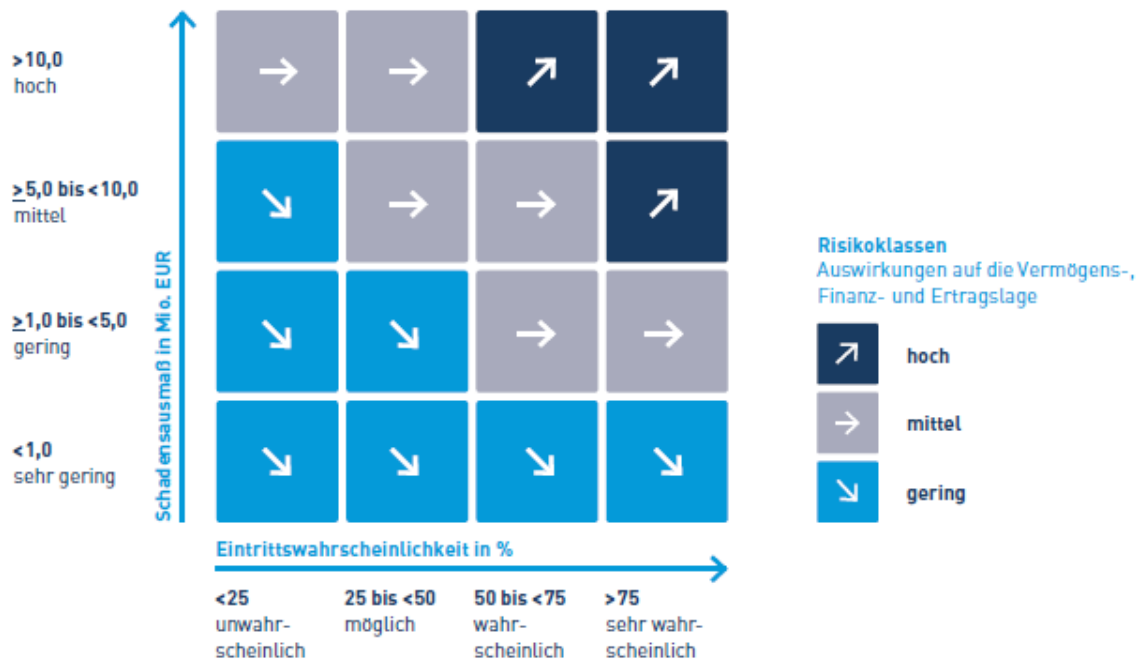 >10,0
hoch
≥5,0 bis <10,0
mittel
≥1,0 bis <5,0
gering
<1,0
sehr gering
Schadensausmaß in Mio. EUR
Eintrittswahrscheinlichkeit in %
<25
unwahr-
scheinlich
25 bis <50
möglich
50 bis <75
wahr-
scheinlich
>75
sehr wahr-
scheinlich
Risikoklassen
Auswirkungen auf die Vermögens-,
Finanz- und Ertragslage
hoch
mittel
gering